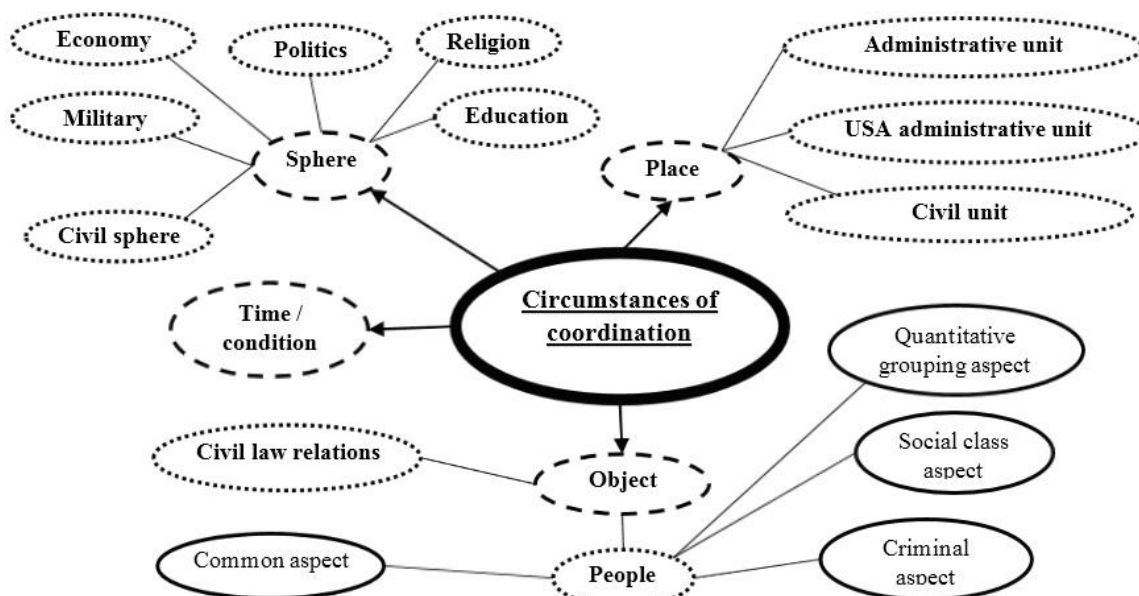 Economy
Politics
Religion
Administrative unit
Military
Education
USA administrative unit
Sphere
Place
Civil sphere
Civil unit
Circumstances of
coordination
Time /
condition
Quantitative
grouping aspect
Civil law relations
Object
Social class
aspect
Common aspect
People
Criminal
aspect